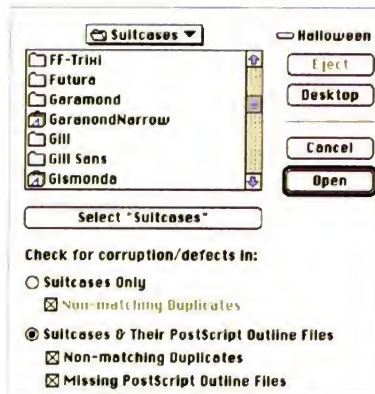 Suitcases
Halloween
FF-Trixi
Futura
Garamond
GaramondNarrow
Gill
Gill Sans
Gismonda
Eject
Desktop
Cancel
Open
Select "Suitcases"
Check for corruption/defects in:
Suitcases Only
Non-matching Duplicates
Suitcases & Their PostScript Outline Files
Non-matching Duplicates
Missing PostScript Outline Files